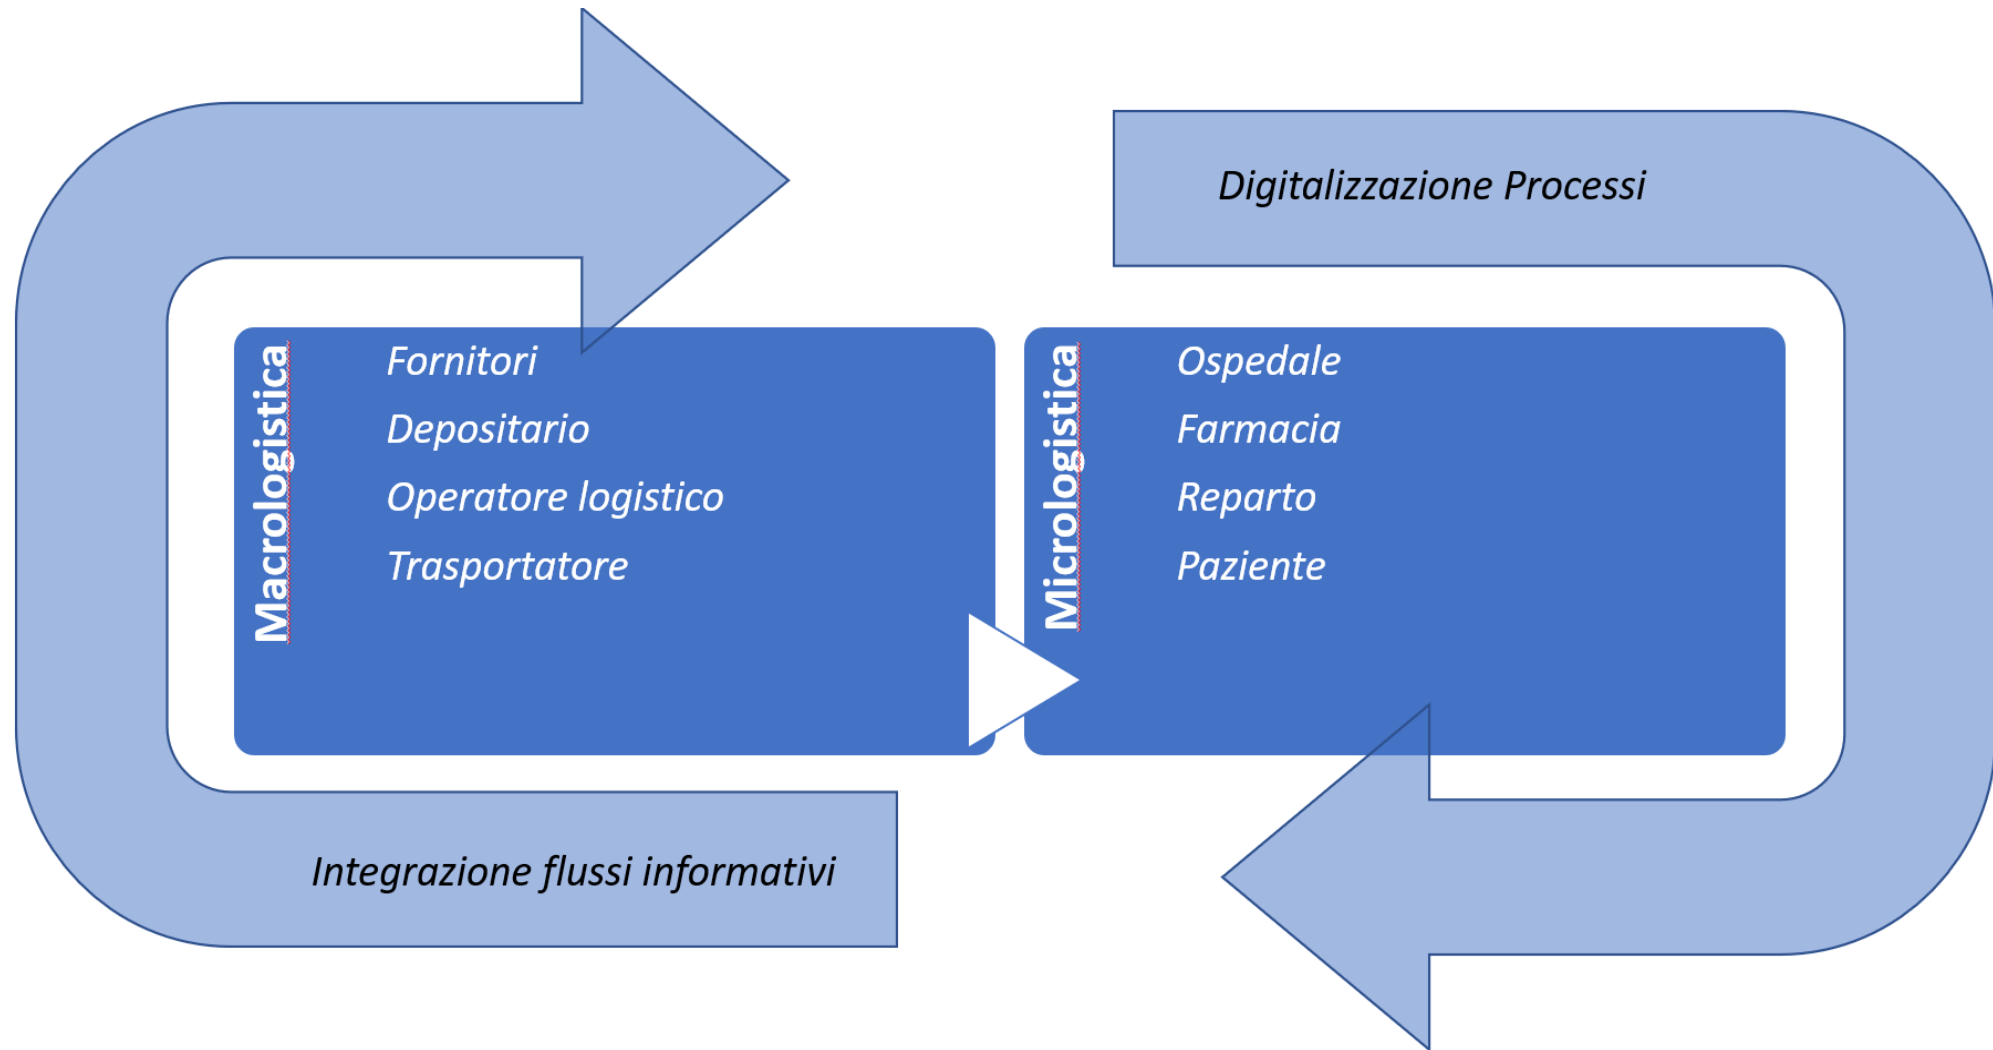 Digitalizzazione Processi
Macrologistica
Fornitori
Depositario
Operatore logistico
Trasportatore
Micrologistica
Ospedale
Farmacia
Reparto
Paziente
Integrazione flussi informativi